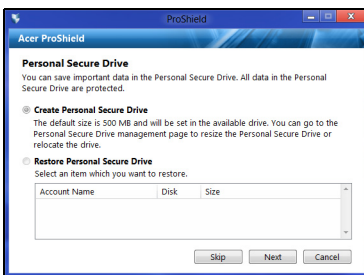 ProShield
Acer ProShield
Personal Secure Drive
You can save important data in the Personal Secure Drive. All data in the Personal
Secure Drive are protected.
Create Personal Secure Drive
The default size is 500 MB and will be set in the available drive. You can go to the
Personal Secure Drive management page to resize the Personal Secure Drive or
relocate the drive.
Restore Personal Secure Drive
Select an item which you want to restore.
Account Name Disk Size
Skip Next Cancel